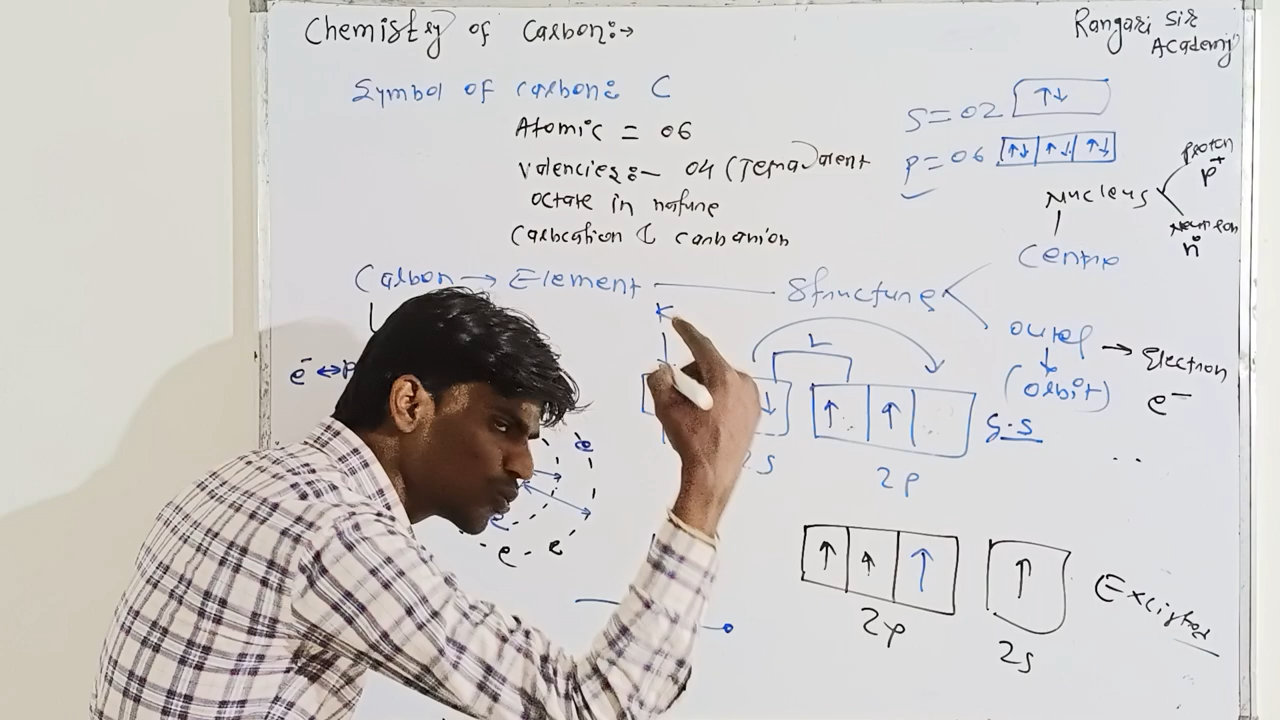 Chemistry of Carbon:→
Rangari Sir
Academy
Symbol of carbon: C
Atomic = 06
Valencies:- 04 (Tetravalent
octate in nature
Carbcation & carbanion
S = 02 ↑↓
p = 06 ↑↓ ↑↓ ↑↓
Nucleus
Proton
p+
Neutron
n°
Centre
Carbon → Element — Structure
outer → Electron
(orbit) e⁻
e⁻ ↔ P
K
L
↑ ↑
G.S
2s
2p
e
e
e e
↑ ↑ ↑ ↑
2p
2s